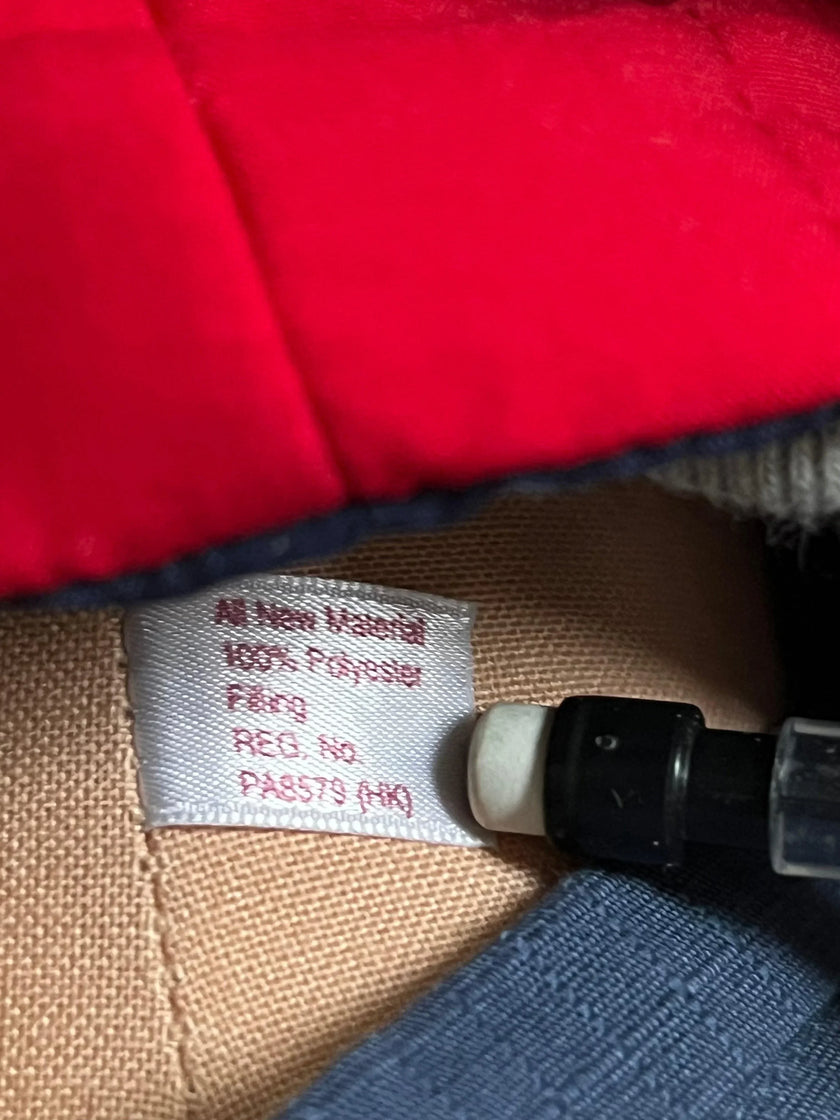 All New Material
100% Polyester
Filling
REG. No.
PA8579 (HK)